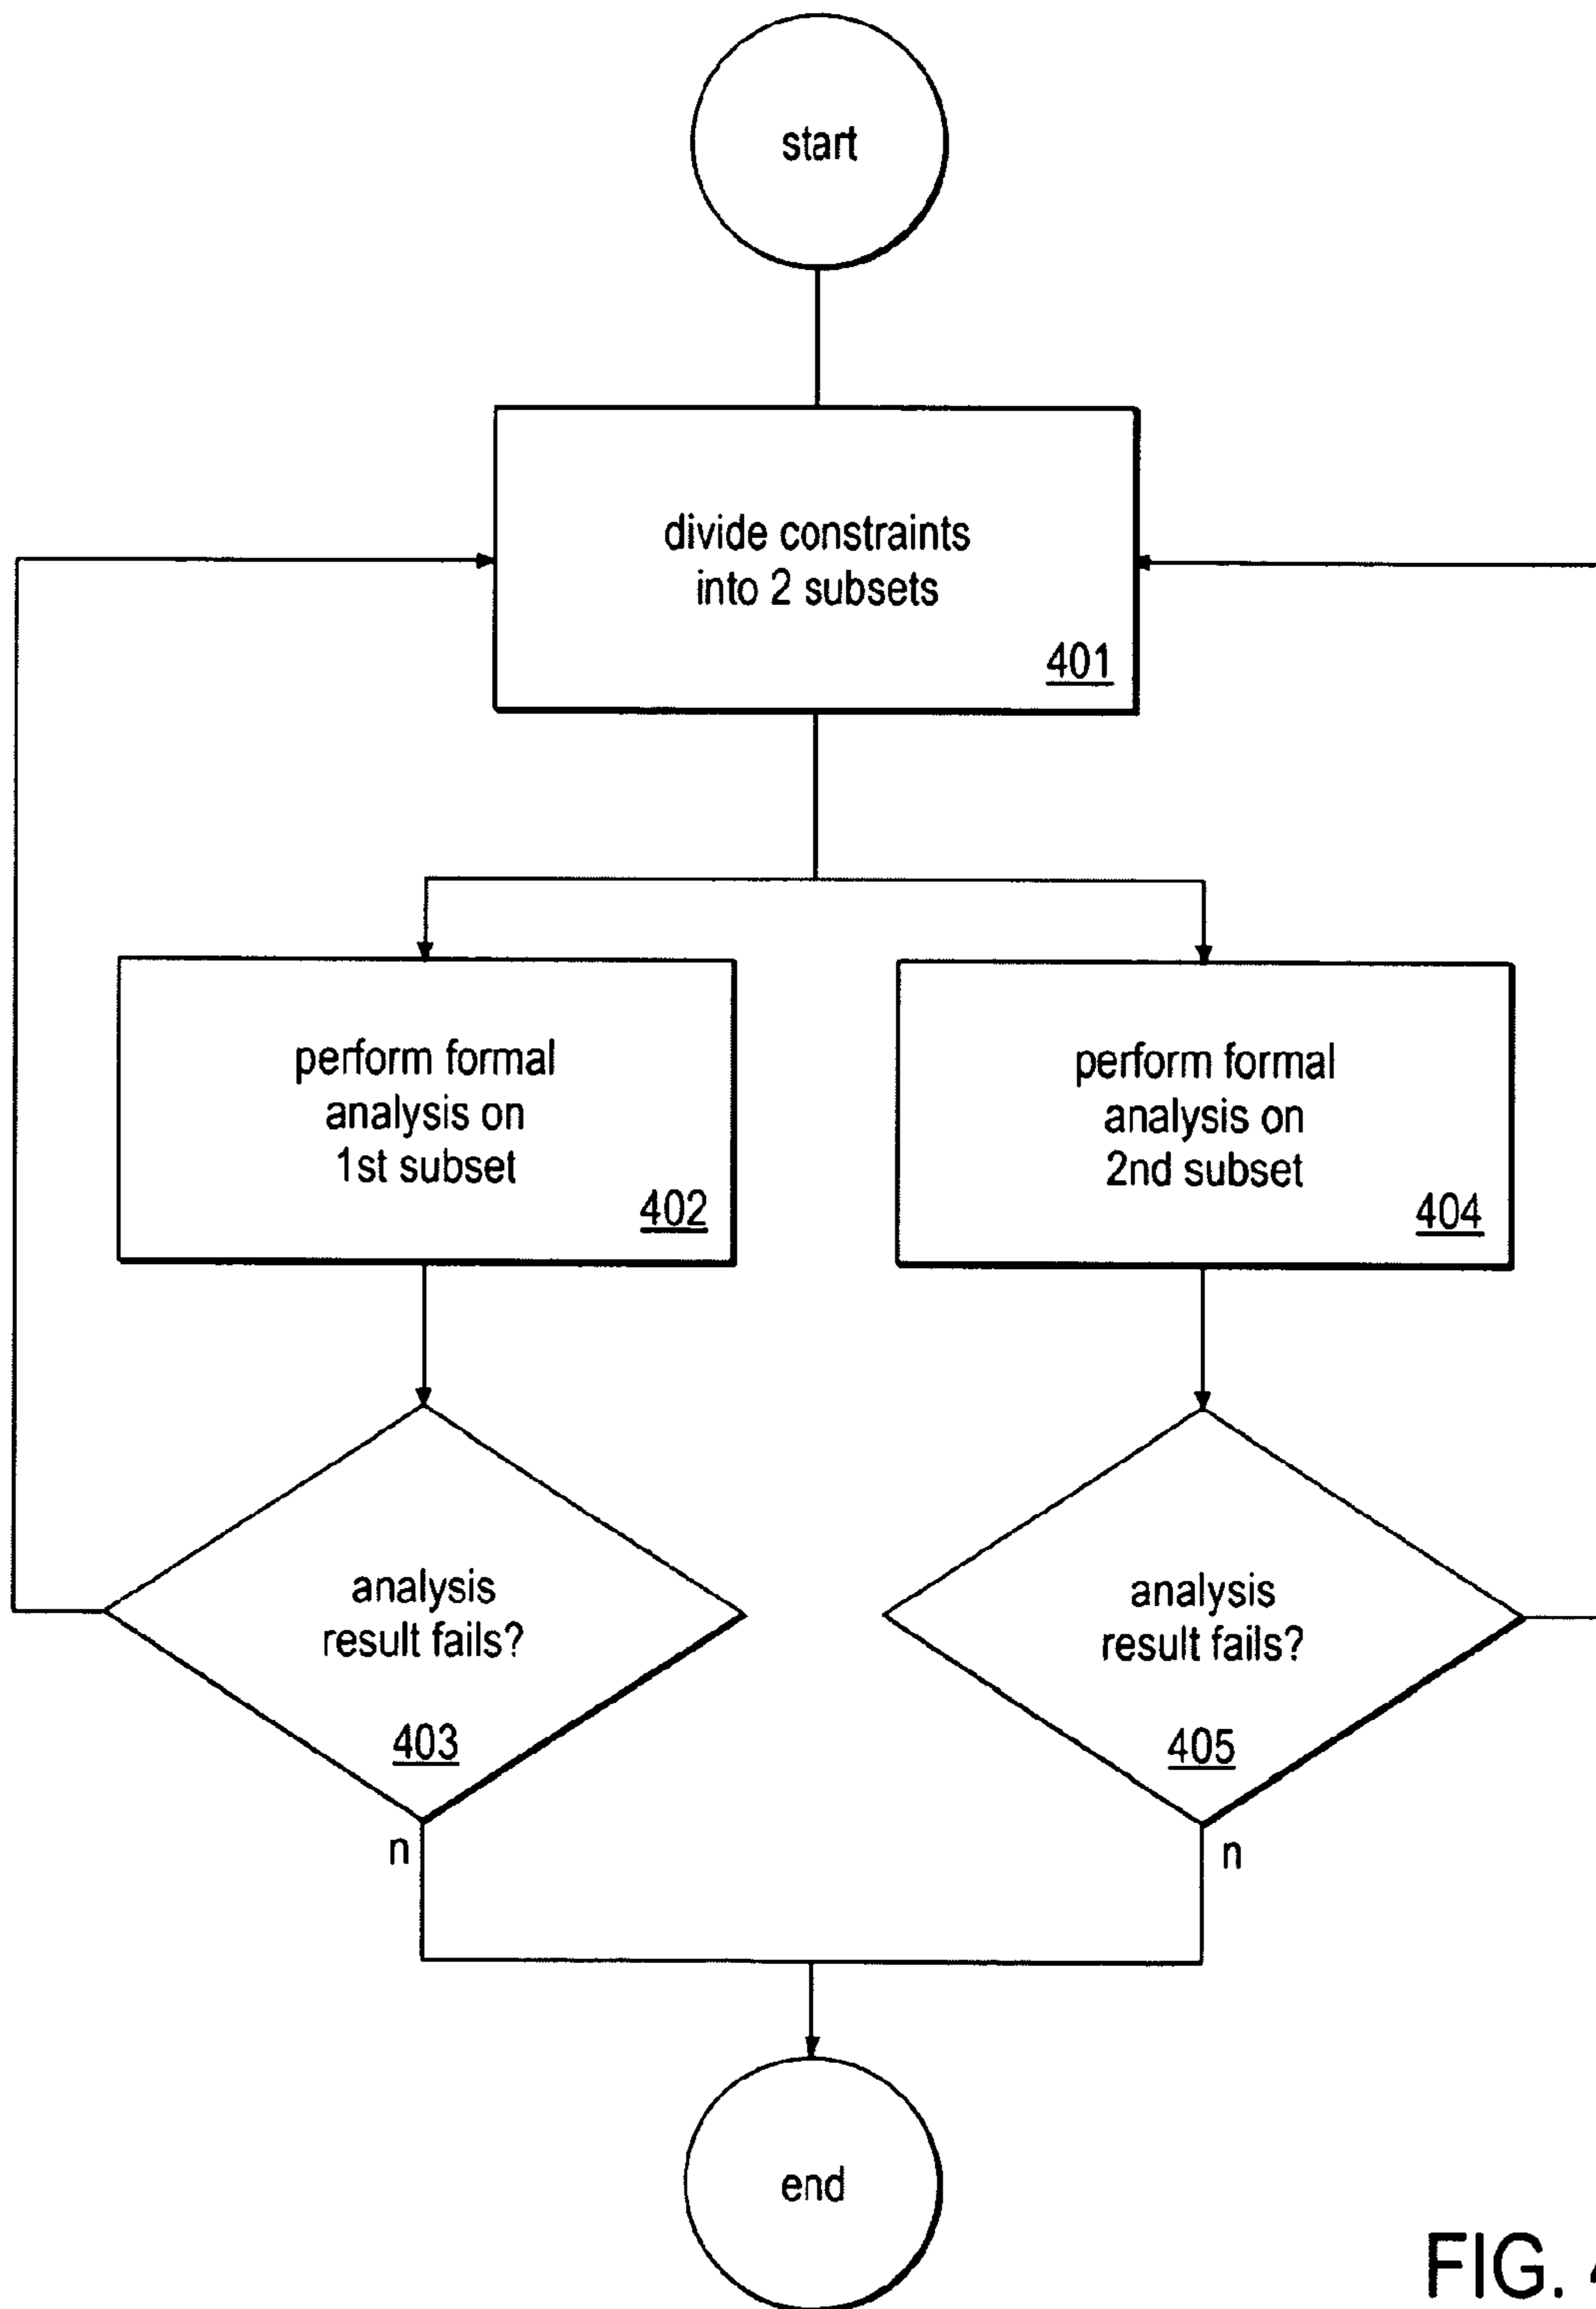 start
divide constraints
into 2 subsets
401
perform formal
analysis on
1st subset
402
perform formal
analysis on
2nd subset
404
analysis
result fails?
403
n
analysis
result fails?
405
n
end
FIG. 4